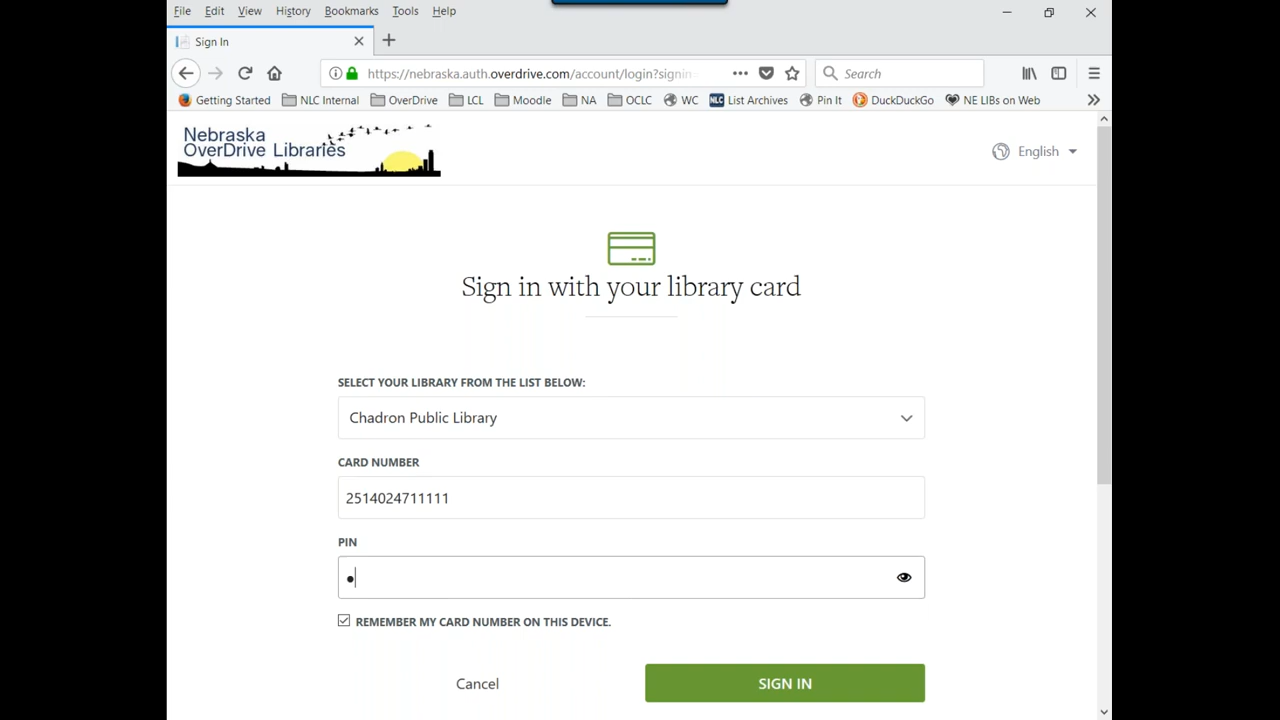 File Edit View History Bookmarks Tools Help
Sign In
https://nebraska.auth.overdrive.com/account/login?signin
Search
Getting Started NLC Internal OverDrive LCL Moodle NA OCLC WC NLC List Archives Pin It DuckDuckGo NE LIBs on Web
Nebraska
OverDrive Libraries
English
Sign in with your library card
SELECT YOUR LIBRARY FROM THE LIST BELOW:
Chadron Public Library
CARD NUMBER
2514024711111
PIN
REMEMBER MY CARD NUMBER ON THIS DEVICE.
Cancel SIGN IN